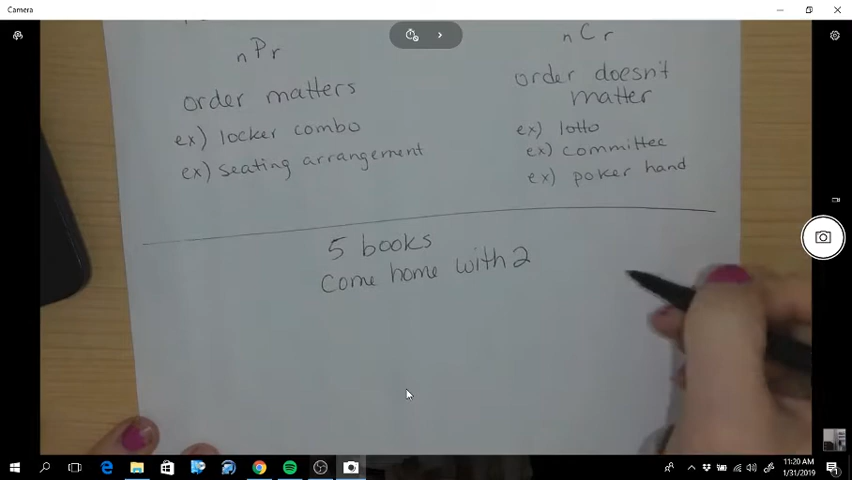 Camera
nPr
nCr
order matters
order doesn't
matter
ex) locker combo
ex) lotto
ex) seating arrangement
ex) committee
ex) poker hand
5 books
come home with 2
11:20 AM
1/31/2019